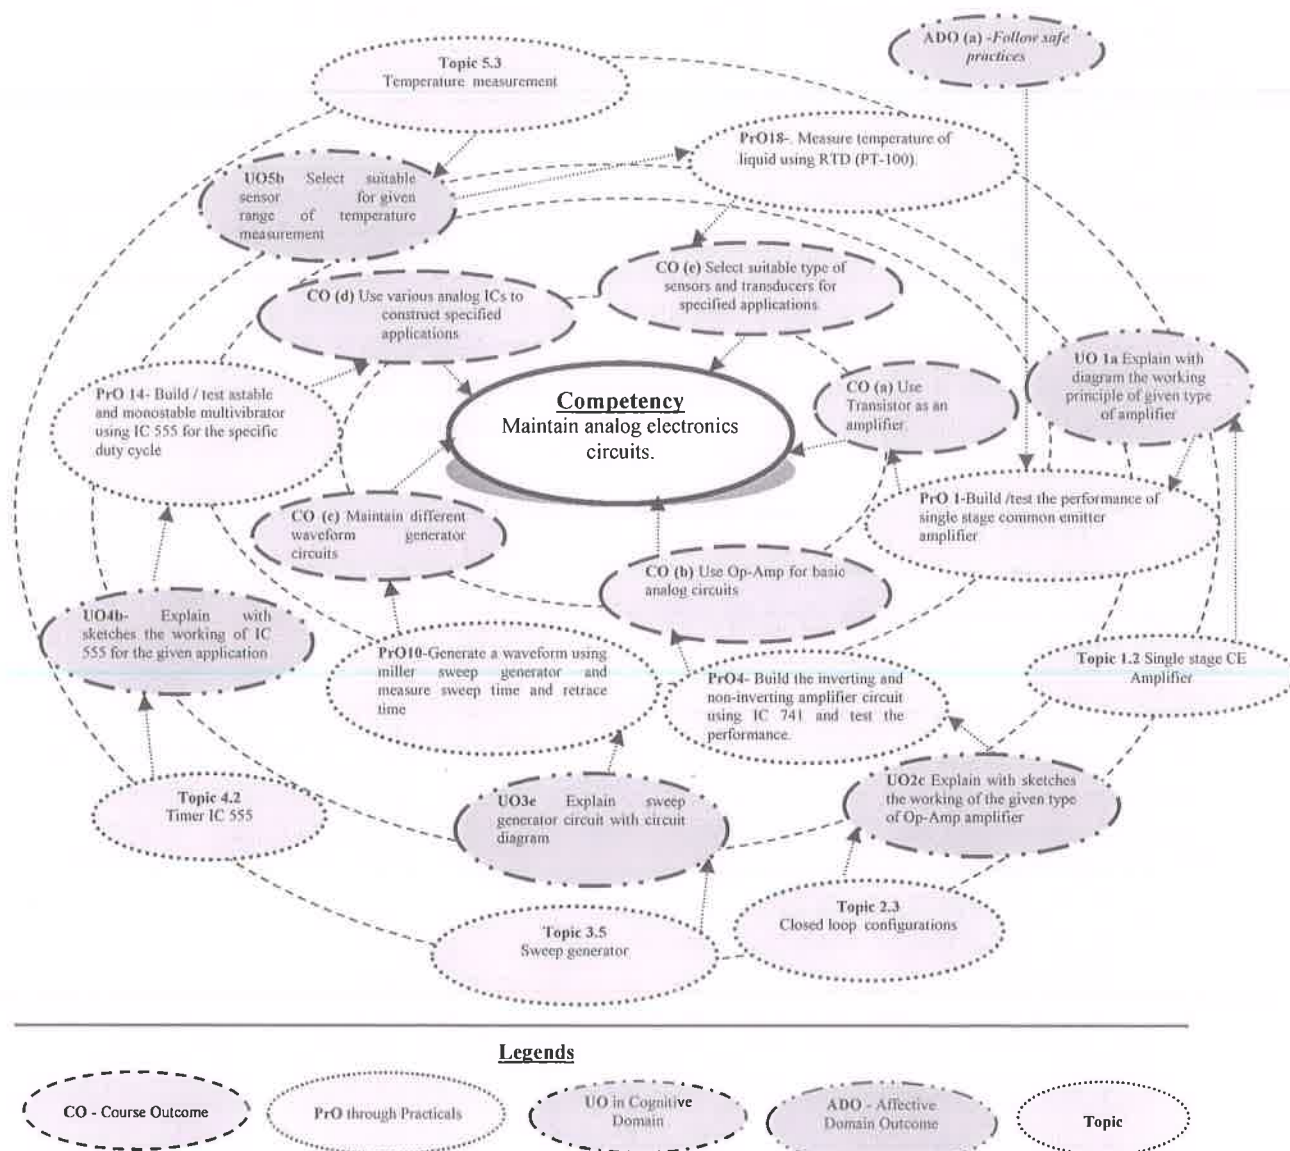 ADO (a) -Follow safe
practices
Topic 5.3
Temperature measurement
PrO18-. Measure temperature of
liquid using RTD (PT-100).
UO5b Select suitable
sensor for given
range of temperature
measurement
CO (e) Select suitable type of
sensors and transducers for
specified applications.
CO (d) Use various analog ICs to
construct specified
applications
UO 1a Explain with
diagram the working
principle of given type
of amplifier
PrO 14- Build / test astable
and monostable multivibrator
using IC 555 for the specific
duty cycle
Competency
Maintain analog electronics
circuits.
CO (a) Use
Transistor as an
amplifier.
PrO 1-Build /test the performance of
single stage common emitter
amplifier
CO (c) Maintain different
waveform generator
circuits
CO (b) Use Op-Amp for basic
analog circuits
UO4b- Explain with
sketches the working of IC
555 for the given application
PrO10-Generate a waveform using
miller sweep generator and
measure sweep time and retrace
time
PrO4- Build the inverting and
non-inverting amplifier circuit
using IC 741 and test the
performance.
Topic 1.2 Single stage CE
Amplifier
Topic 4.2
Timer IC 555
UO3e Explain sweep
generator circuit with circuit
diagram
UO2c Explain with sketches
the working of the given type
of Op-Amp amplifier
Topic 2.3
Closed loop configurations
Topic 3.5
Sweep generator
Legends
CO - Course Outcome
PrO through Practicals
UO in Cognitive
Domain
ADO - Affective
Domain Outcome
Topic